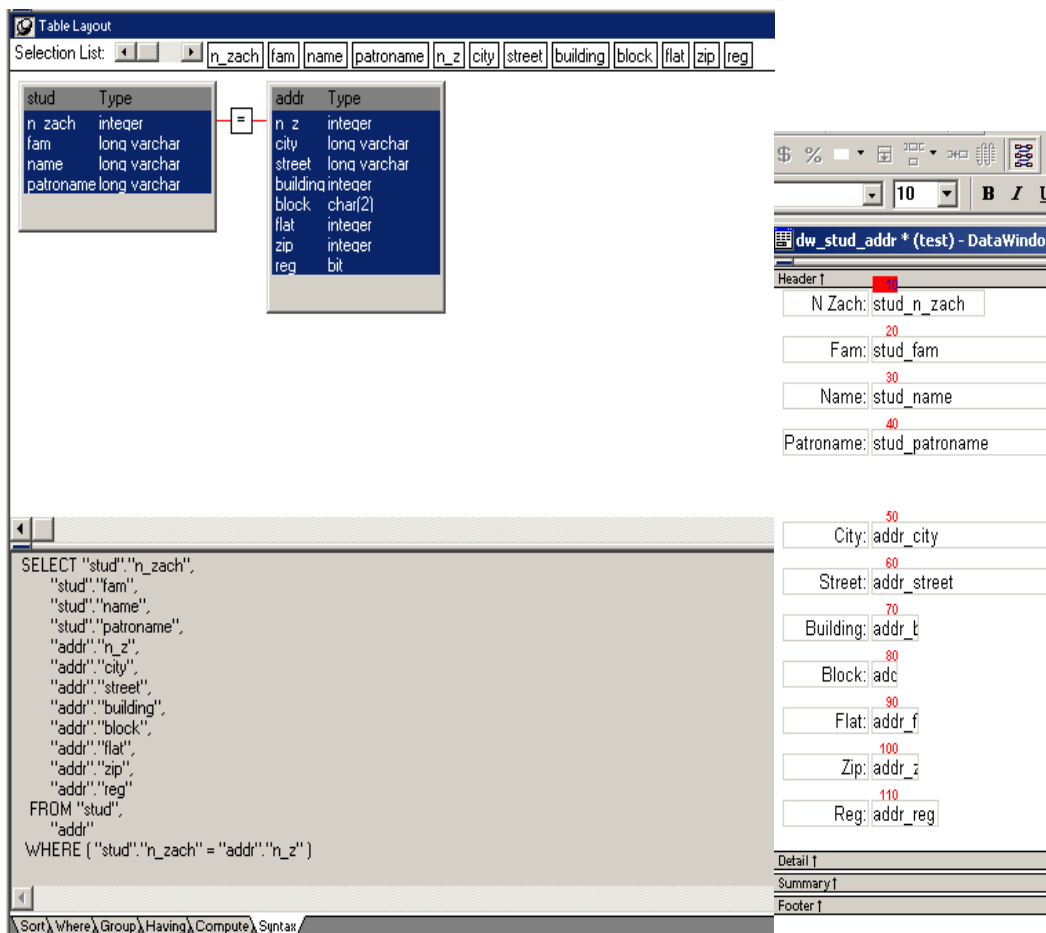 Table Layout
Selection List: n_zach fam name patroname n_z city street building block flat zip reg
stud Type
n_zach integer
fam long varchar
name long varchar
patroname long varchar
=
addr Type
n_z integer
city long varchar
street long varchar
building integer
block char(2)
flat integer
zip integer
reg bit
SELECT "stud"."n_zach",
"stud"."fam",
"stud"."name",
"stud"."patroname",
"addr"."n_z",
"addr"."city",
"addr"."street",
"addr"."building",
"addr"."block",
"addr"."flat",
"addr"."zip",
"addr"."reg"
FROM "stud",
"addr"
WHERE ( "stud"."n_zach" = "addr"."n_z" )
Sort Where Group Having Compute Syntax
$ %
10 B I U
dw_stud_addr * (test) - DataWindo
Header ↑
10
N Zach: stud_n_zach
20
Fam: stud_fam
30
Name: stud_name
40
Patroname: stud_patroname
50
City: addr_city
60
Street: addr_street
70
Building: addr_b
80
Block: adc
90
Flat: addr_f
100
Zip: addr_z
110
Reg: addr_reg
Detail ↑
Summary ↑
Footer ↑